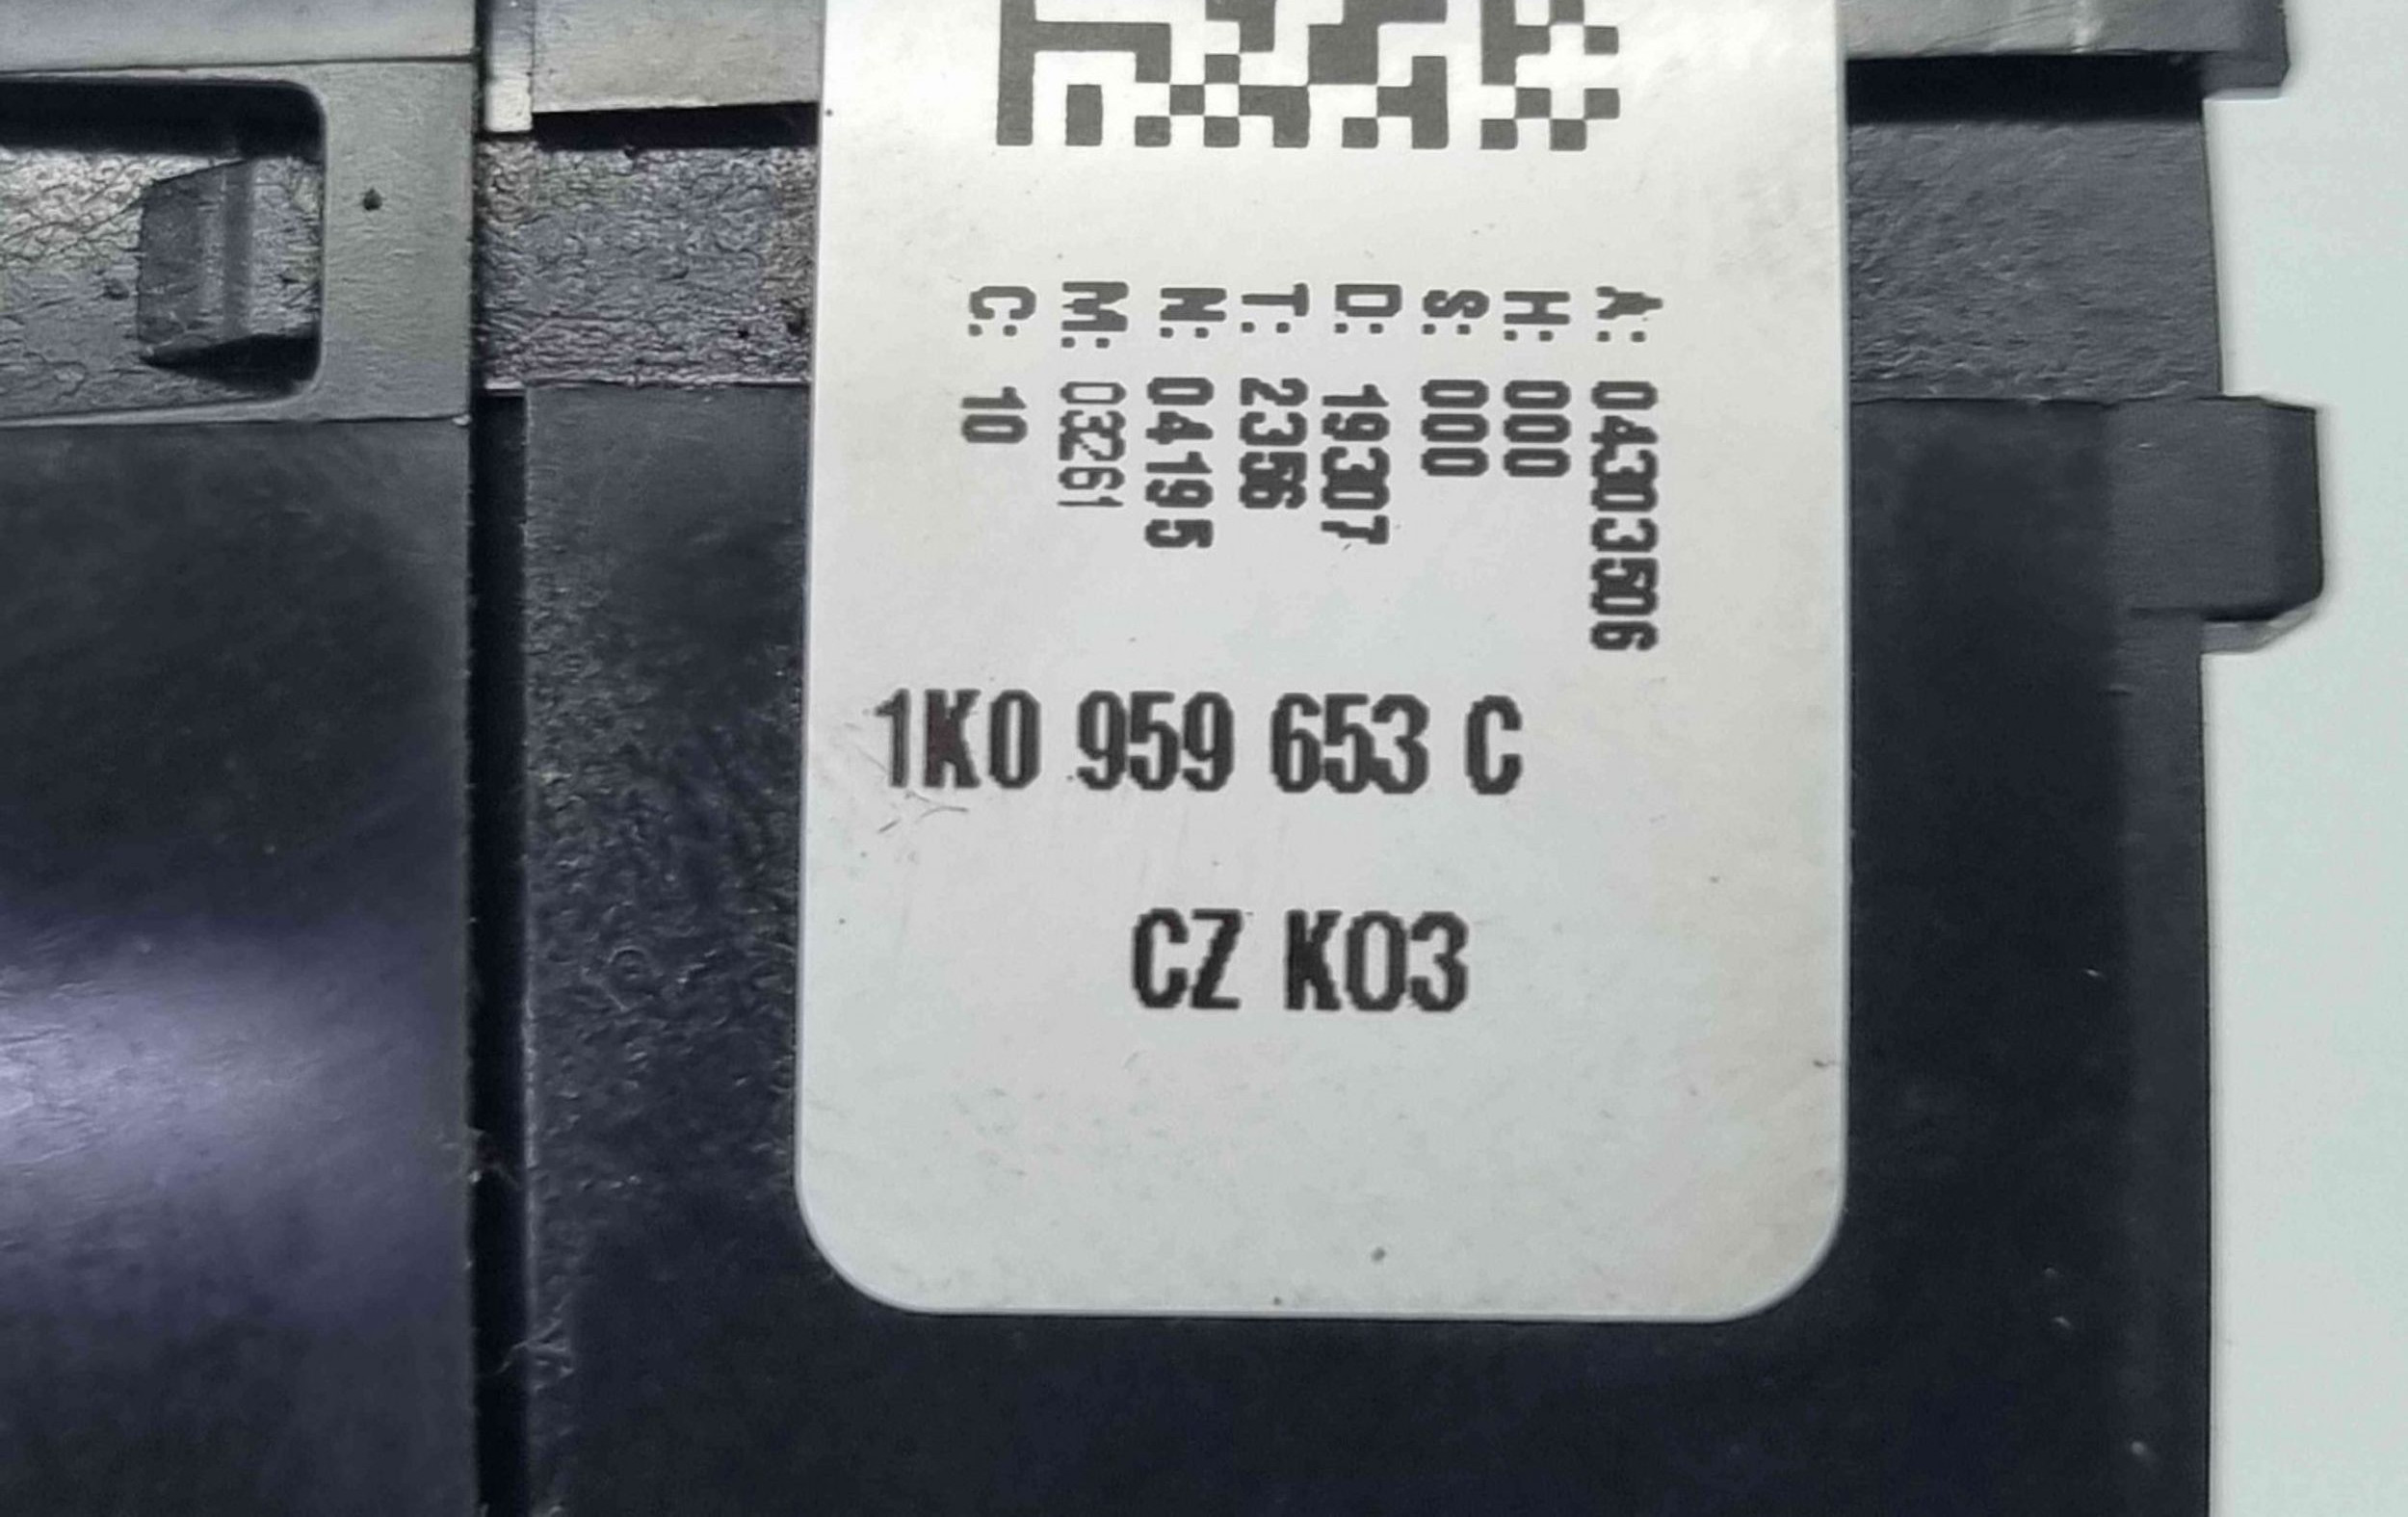 A: 04303506
H: 000
S: 000
D: 19307
T: 2356
N: 04195
M: 03261
C: 10
1K0 959 653 C
CZ K03